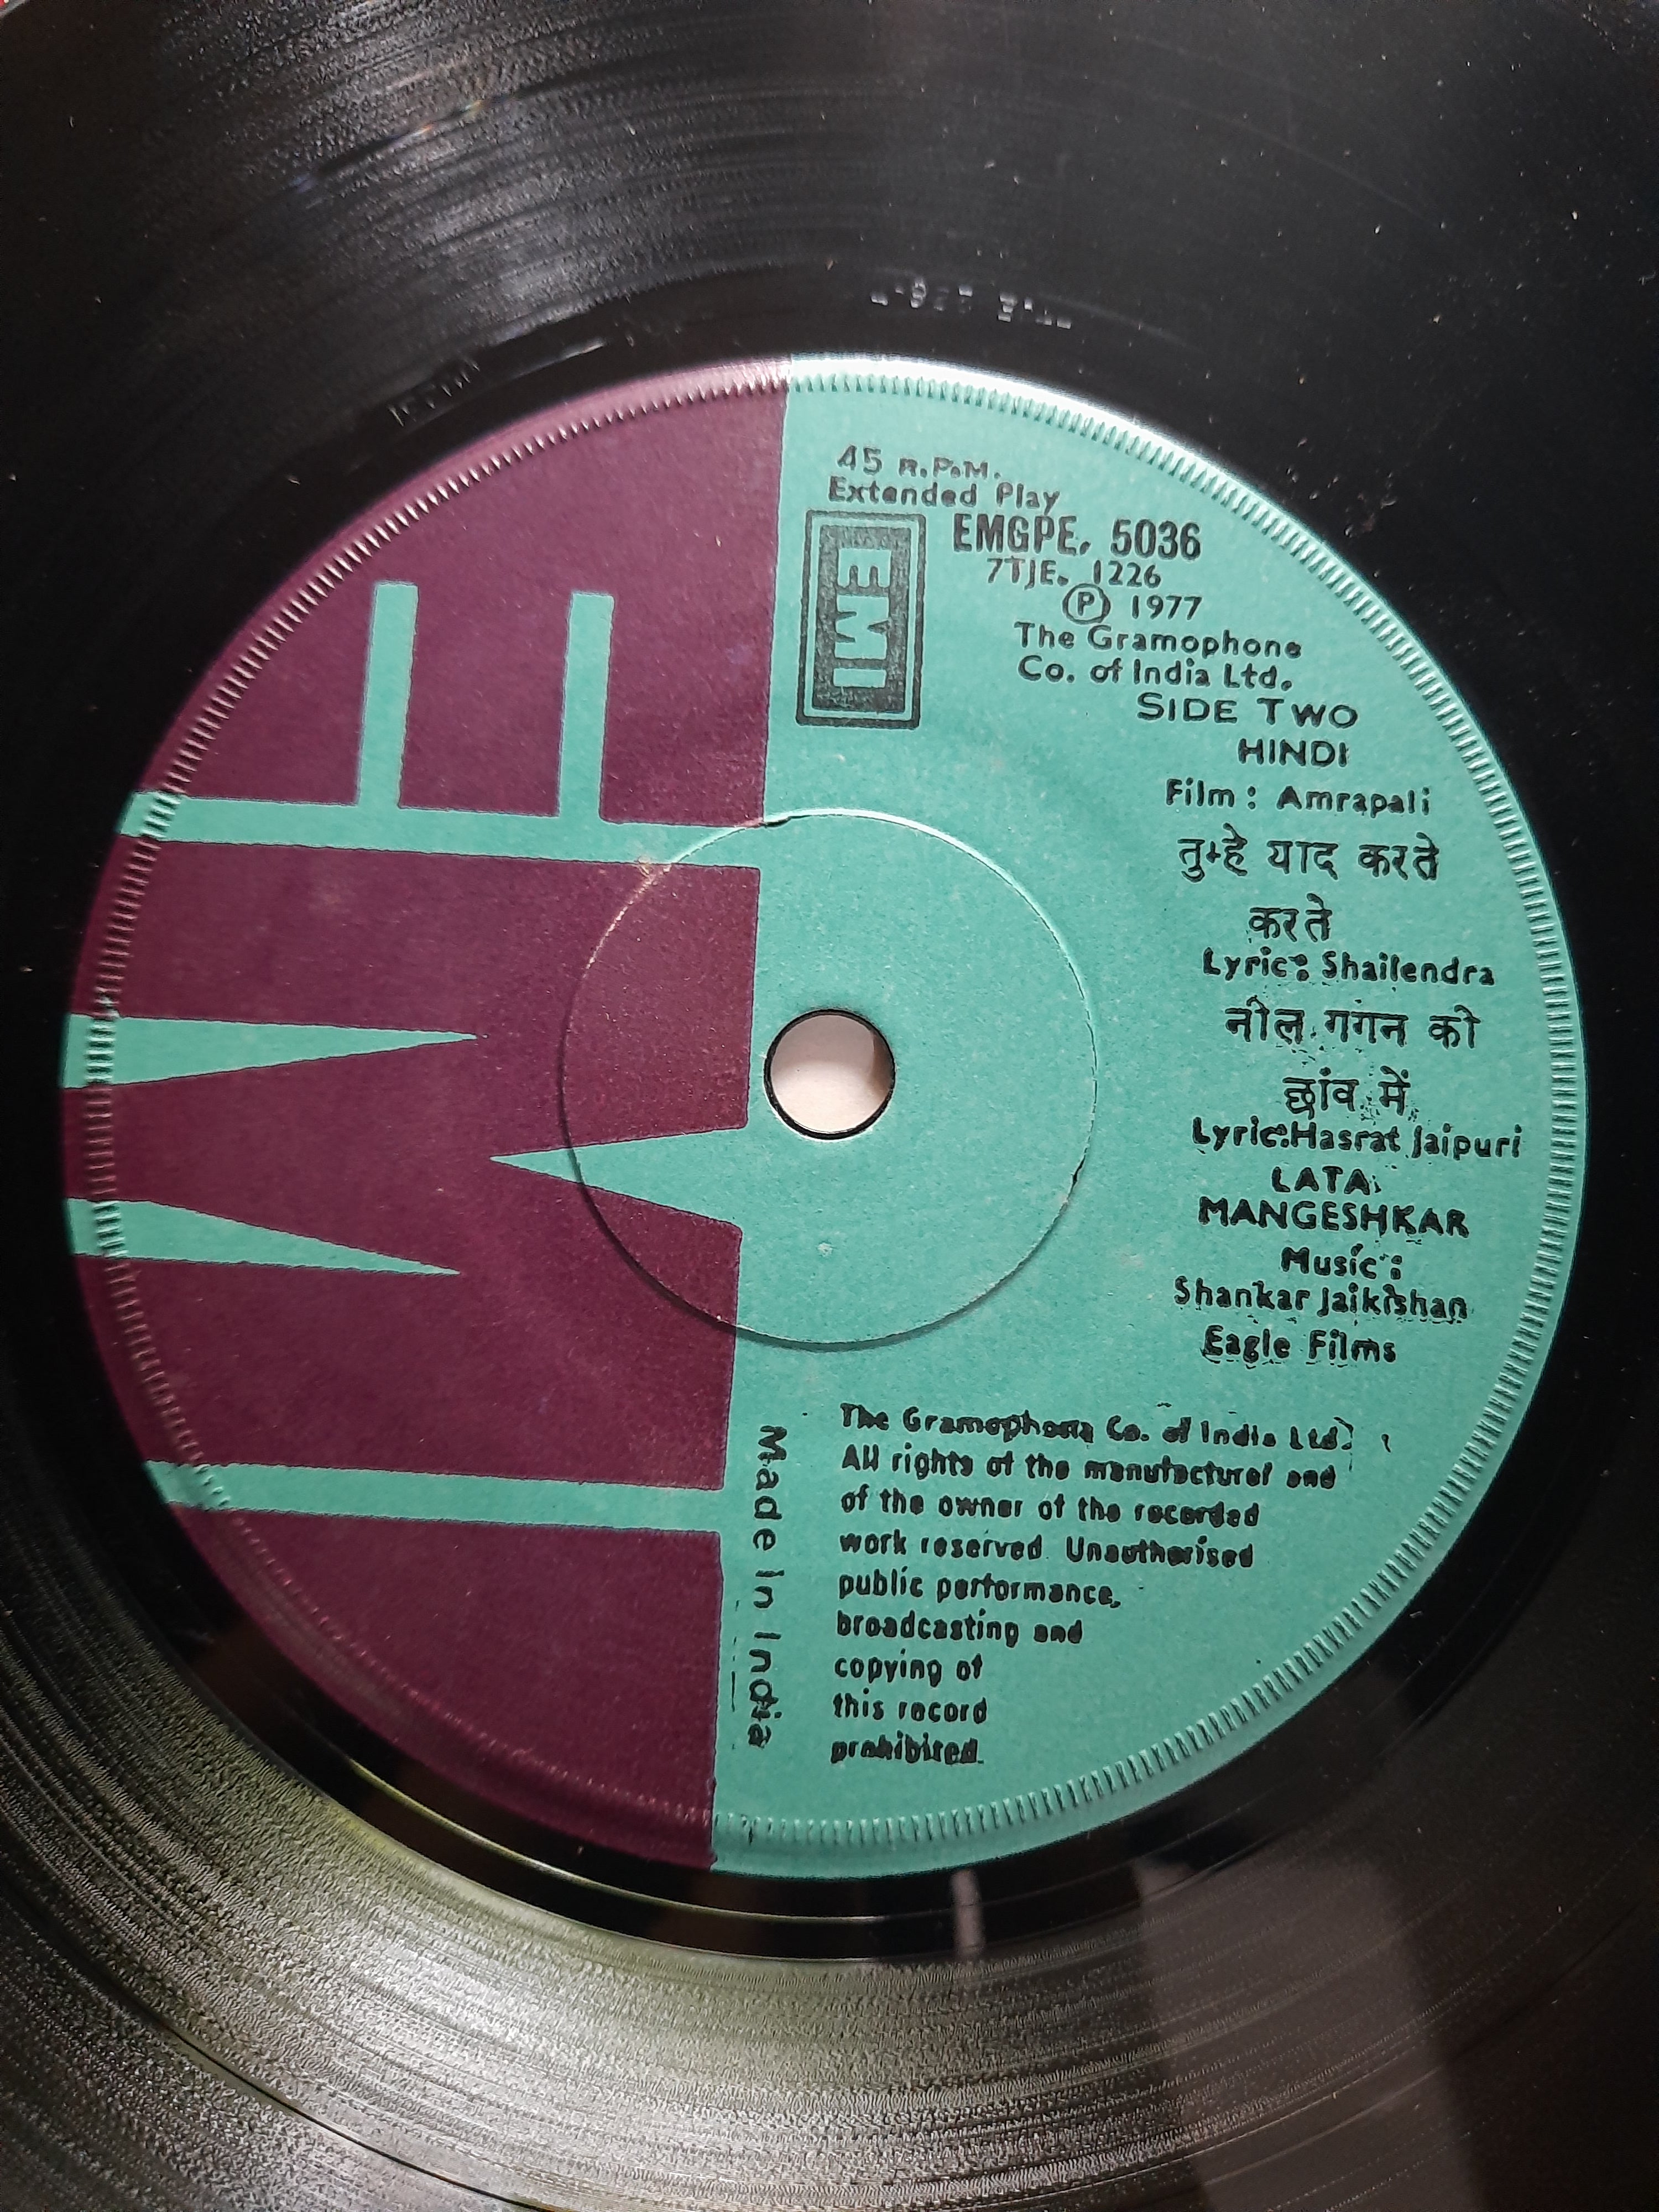 45 R.P.M.
Extended Play
EMGPE. 5036
7TJE. 1226
Ⓟ 1977
The Gramophone
Co. of India Ltd.
EMI
SIDE TWO
HINDI
Film : Amrapali
तुम्हे याद करते
करते
Lyric: Shailendra
नील गगन की
छांव में
Lyric:Hasrat Jaipuri
LATA
MANGESHKAR
Music :
Shankar Jaikishan
Eagle Films
The Gramophone Co. of India Ltd.
All rights of the manufacturer and
of the owner of the recorded
work reserved. Unauthorised
public performance,
broadcasting and
copying of
this record
prohibited.
Made in India
EMI